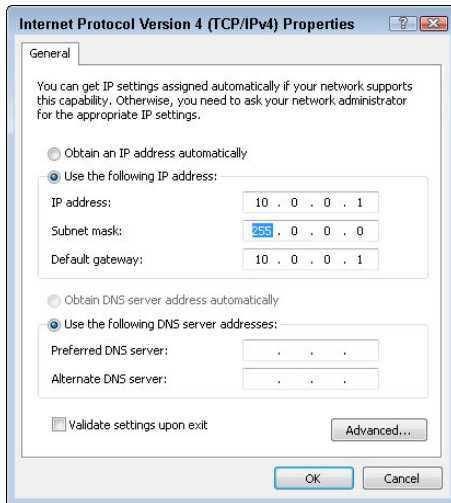 Internet Protocol Version 4 (TCP/IPv4) Properties
General
You can get IP settings assigned automatically if your network supports
this capability. Otherwise, you need to ask your network administrator
for the appropriate IP settings.
Obtain an IP address automatically
Use the following IP address:
IP address: 10 . 0 . 0 . 1
Subnet mask: 255 . 0 . 0 . 0
Default gateway: 10 . 0 . 0 . 1
Obtain DNS server address automatically
Use the following DNS server addresses:
Preferred DNS server: . . .
Alternate DNS server: . . .
Validate settings upon exit
Advanced...
OK Cancel